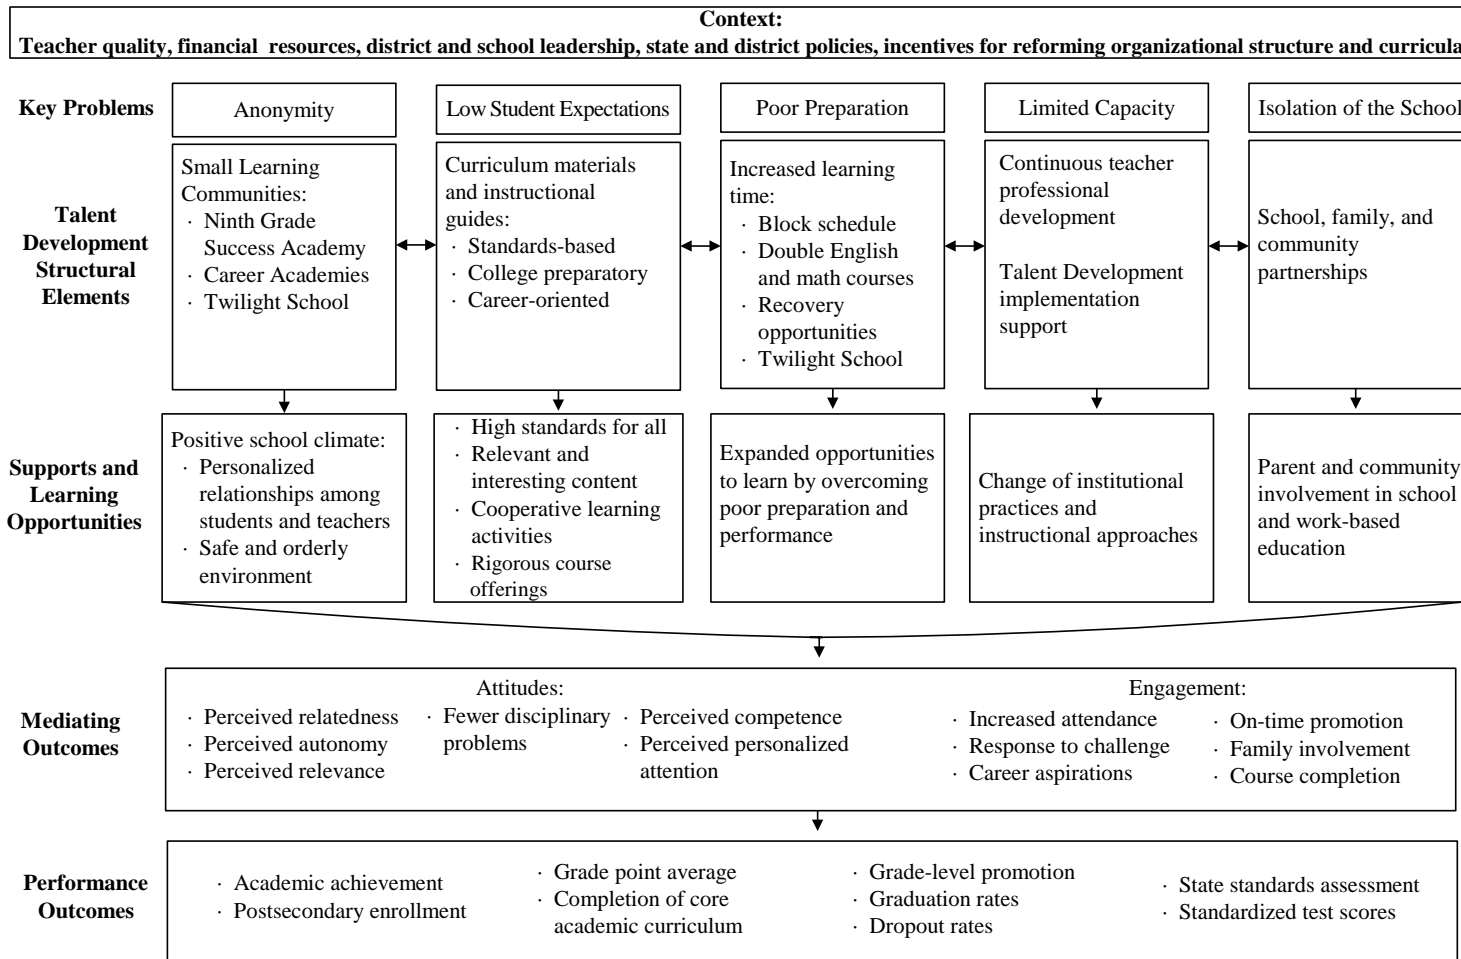 Context:
Teacher quality, financial resources, district and school leadership, state and district policies, incentives for reforming organizational structure and curricula
Key Problems
Anonymity
Low Student Expectations
Poor Preparation
Limited Capacity
Isolation of the School
Talent
Development
Structural
Elements
Small Learning
Communities:
· Ninth Grade
Success Academy
· Career Academies
· Twilight School
Curriculum materials
and instructional
guides:
· Standards-based
· College preparatory
· Career-oriented
Increased learning
time:
· Block schedule
· Double English
and math courses
· Recovery
opportunities
· Twilight School
Continuous teacher
professional
development
Talent Development
implementation
support
School, family, and
community
partnerships
Supports and
Learning
Opportunities
Positive school climate:
· Personalized
relationships among
students and teachers
· Safe and orderly
environment
· High standards for all
· Relevant and
interesting content
· Cooperative learning
activities
· Rigorous course
offerings
Expanded opportunities
to learn by overcoming
poor preparation and
performance
Change of institutional
practices and
instructional approaches
Parent and community
involvement in school
and work-based
education
Mediating
Outcomes
Attitudes:
· Perceived relatedness
· Perceived autonomy
· Perceived relevance
· Fewer disciplinary
problems
· Perceived competence
· Perceived personalized
attention
Engagement:
· Increased attendance
· Response to challenge
· Career aspirations
· On-time promotion
· Family involvement
· Course completion
Performance
Outcomes
· Academic achievement
· Postsecondary enrollment
· Grade point average
· Completion of core
academic curriculum
· Grade-level promotion
· Graduation rates
· Dropout rates
· State standards assessment
· Standardized test scores